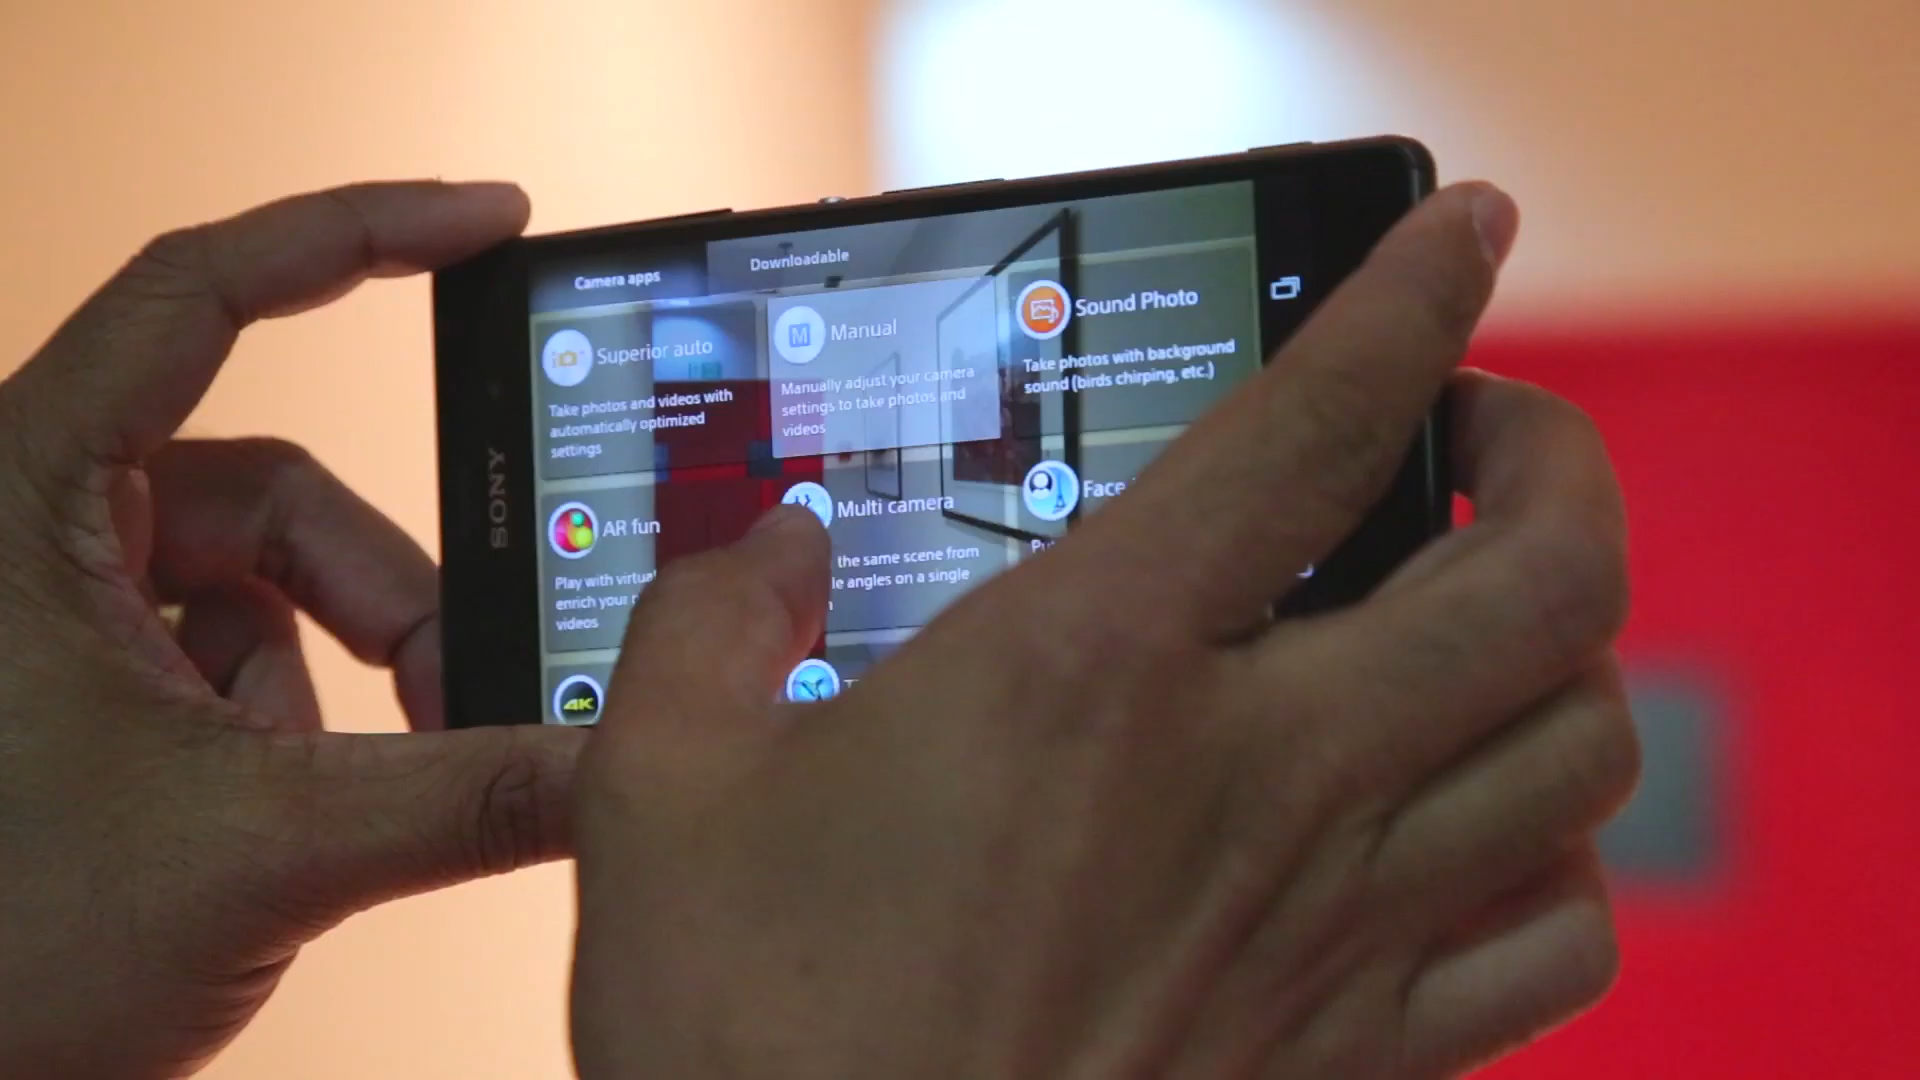 SONY
Camera apps
Downloadable
Superior auto
Take photos and videos with
automatically optimized
settings
M
Manual
Manually adjust your camera
settings to take photos and
videos
Sound Photo
Take photos with background
sound (birds chirping, etc.)
AR fun
Play with virtual
enrich your
videos
Multi camera
the same scene from
angles on a single
Face
4K